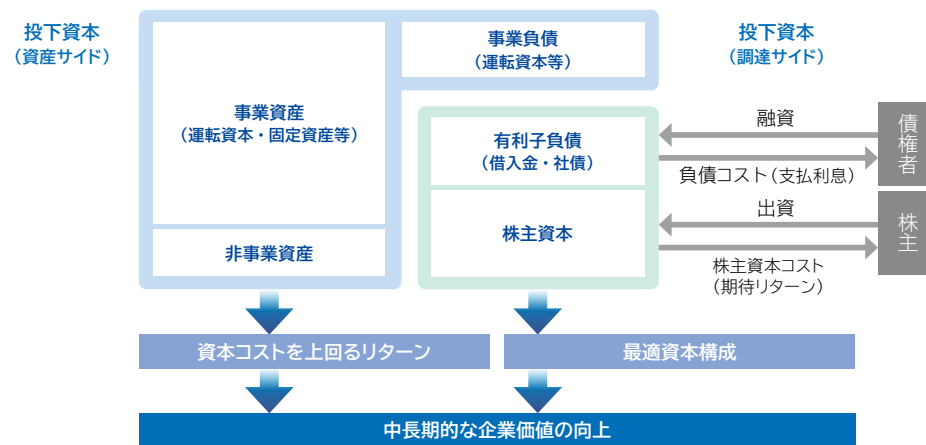 投下資本
（資産サイド）
事業資産
（運転資本・固定資産等）
非事業資産
事業負債
（運転資本等）
有利子負債
（借入金・社債）
株主資本
投下資本
（調達サイド）
融資
負債コスト（支払利息）
債権者
出資
株主資本コスト
（期待リターン）
株主
資本コストを上回るリターン
最適資本構成
中長期的な企業価値の向上